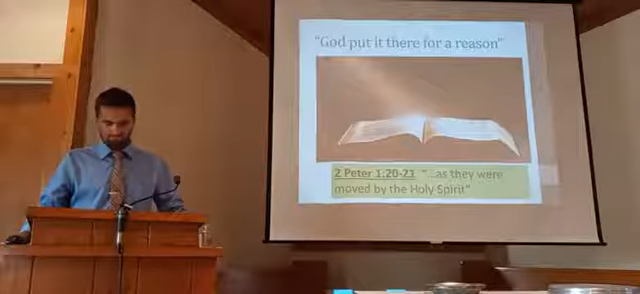 "God put it there for a reason"
2 Peter 1:20-21 "...as they were
moved by the Holy Spirit"